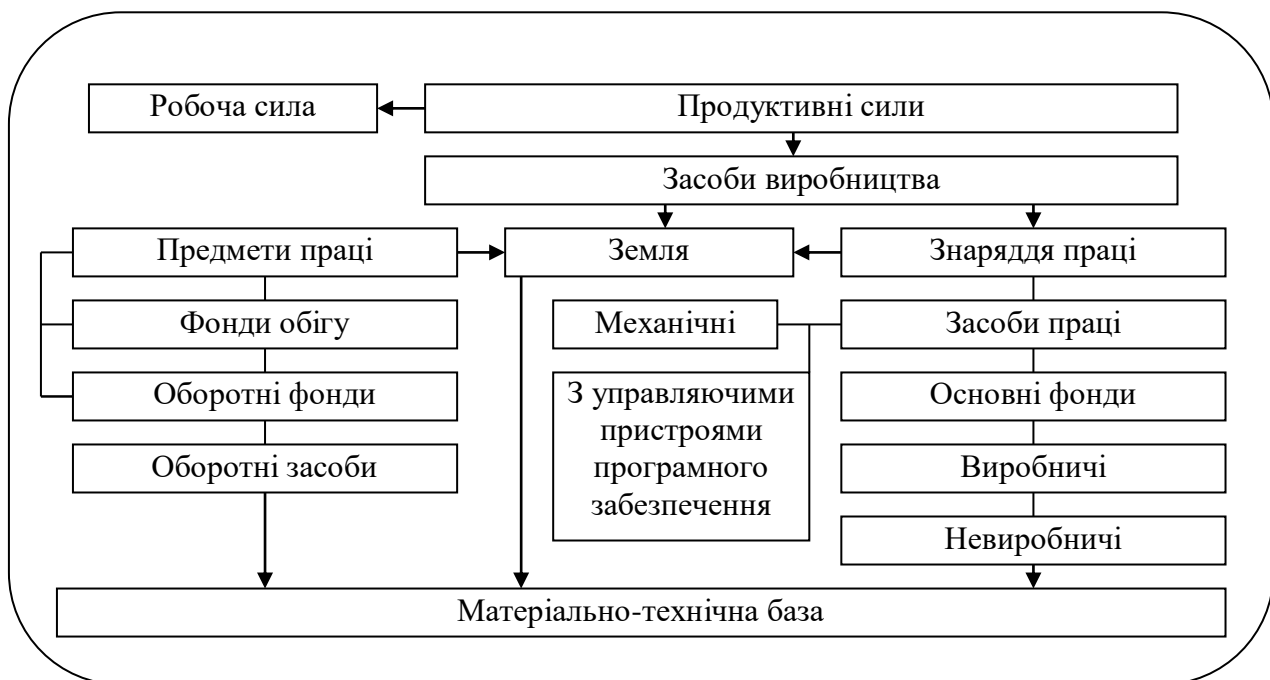 Робоча сила
Продуктивні сили
Засоби виробництва
Предмети праці
Земля
Знаряддя праці
Фонди обігу
Механічні
Засоби праці
Оборотні фонди
З управляючими
пристроями
програмного
забезпечення
Основні фонди
Оборотні засоби
Виробничі
Невиробничі
Матеріально-технічна база